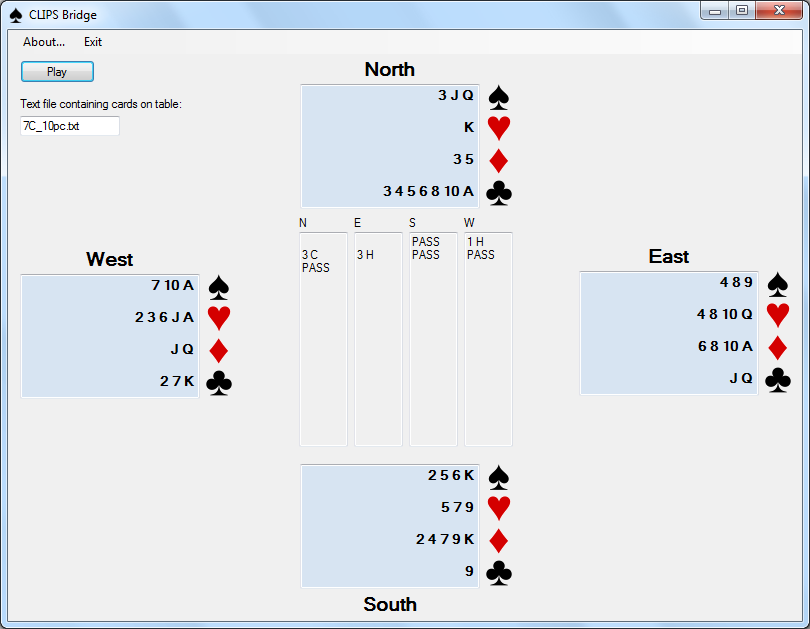 CLIPS Bridge
About... Exit
Play
Text file containing cards on table:
7C_10pc.txt
North
3 J Q
K
3 5
3 4 5 6 8 10 A
N E S W
PASS 1 H
3 C 3 H PASS PASS
PASS
West
7 10 A
2 3 6 J A
J Q
2 7 K
East
4 8 9
4 8 10 Q
6 8 10 A
J Q
2 5 6 K
5 7 9
2 4 7 9 K
9
South